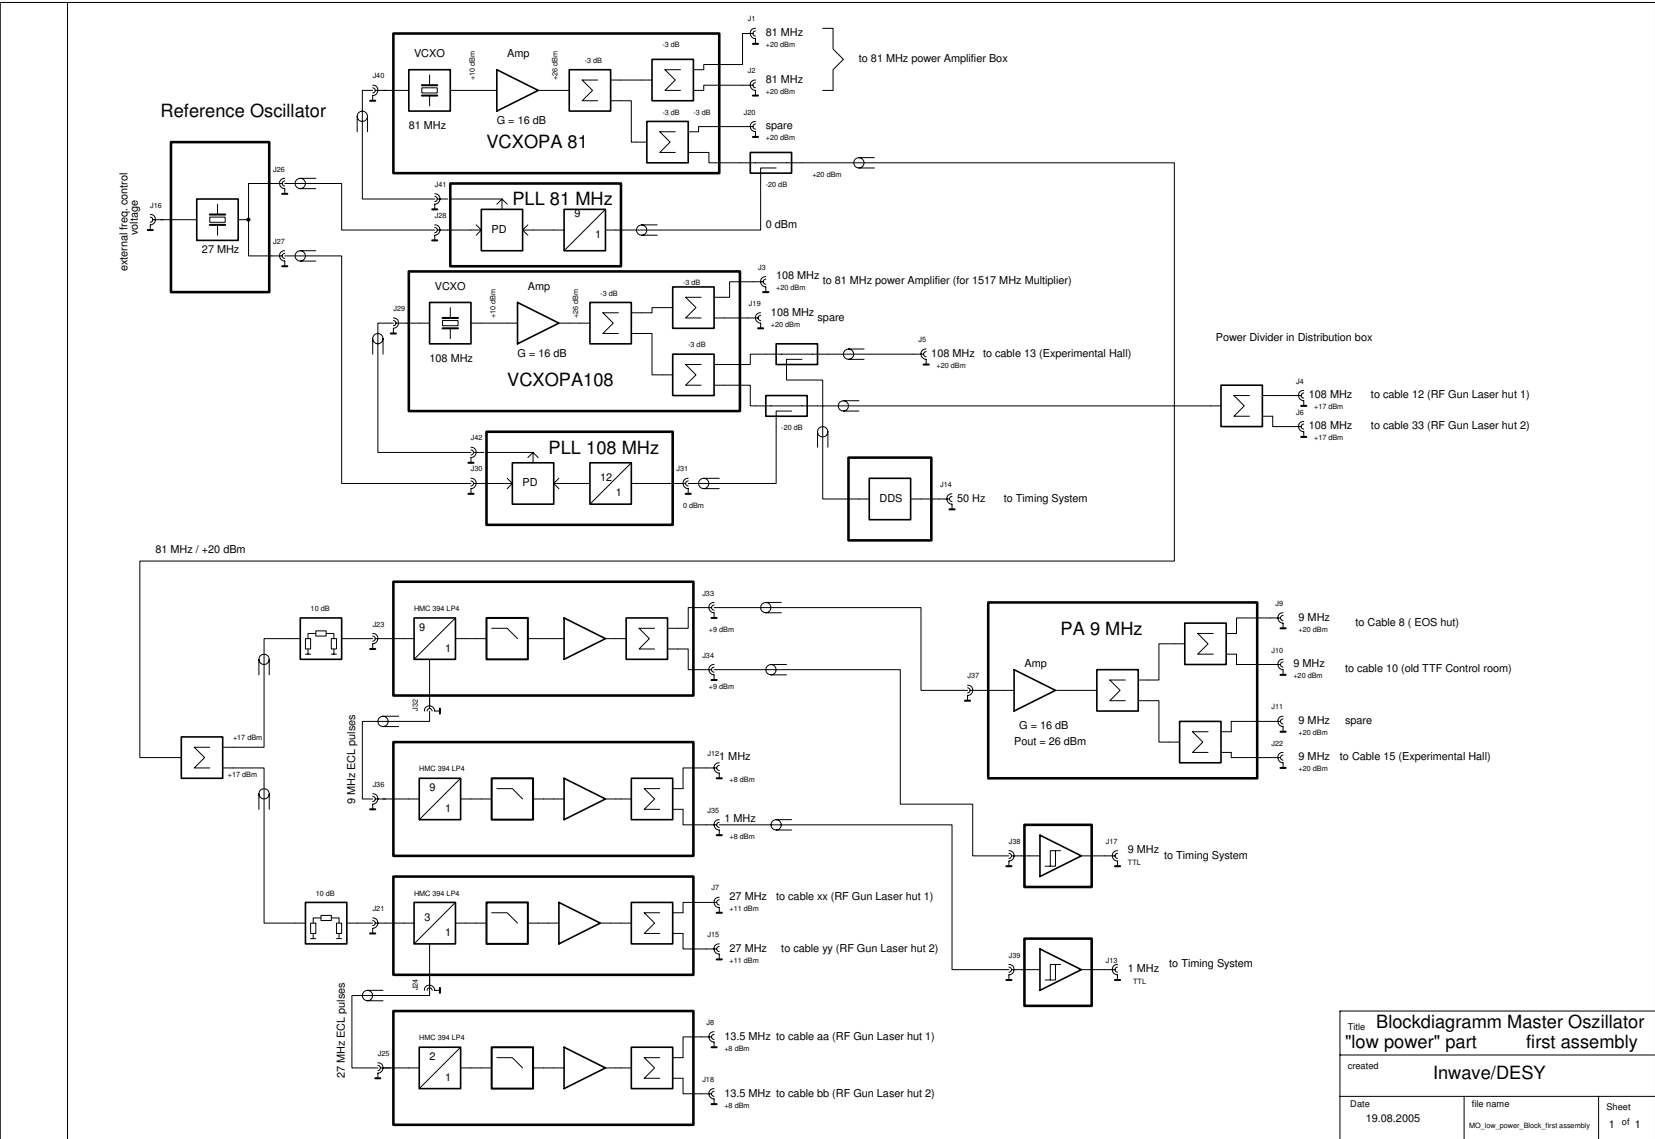 J1
81 MHz
+20 dBm
J2
81 MHz
+20 dBm
to 81 MHz power Amplifier Box
J20
spare
+20 dBm
J40
VCXO
81 MHz
+10 dBm
Amp
G = 16 dB
+26 dBm
-3 dB
-3 dB
-3 dB -3 dB
Σ
Σ
Σ
VCXOPA 81
-20 dB
+20 dBm
0 dBm
Reference Oscillator
external freq. control
voltage
J16
27 MHz
J26
J27
J41
J28
PLL 81 MHz
PD
9
1
J3
108 MHz to 81 MHz power Amplifier (for 1517 MHz Multiplier)
+20 dBm
J19
108 MHz spare
+20 dBm
J29
VCXO
108 MHz
+10 dBm
Amp
G = 16 dB
+26 dBm
-3 dB
-3 dB
-3 dB
Σ
Σ
Σ
VCXOPA108
J5
108 MHz to cable 13 (Experimental Hall)
+20 dBm
-20 dB
Power Divider in Distribution box
Σ
J4
108 MHz to cable 12 (RF Gun Laser hut 1)
+17 dBm
J6
108 MHz to cable 33 (RF Gun Laser hut 2)
+17 dBm
J42
J30
PLL 108 MHz
PD
12
1
J31
0 dBm
DDS
J14
50 Hz to Timing System
81 MHz / +20 dBm
Σ
+17 dBm
+17 dBm
10 dB
J23
HMC 394 LP4
9
1
Σ
J33
+9 dBm
J34
+9 dBm
J32
9 MHz ECL pulses
J37
PA 9 MHz
Amp
G = 16 dB
Pout = 26 dBm
Σ
Σ
Σ
J9
9 MHz to Cable 8 ( EOS hut)
+20 dBm
J10
9 MHz to cable 10 (old TTF Control room)
+20 dBm
J11
9 MHz spare
+20 dBm
J22
9 MHz to Cable 15 (Experimental Hall)
+20 dBm
J36
HMC 394 LP4
9
1
Σ
J12 1 MHz
+8 dBm
J35
1 MHz
+8 dBm
J38
J17
9 MHz to Timing System
TTL
10 dB
J21
HMC 394 LP4
3
1
Σ
J7
27 MHz to cable xx (RF Gun Laser hut 1)
+11 dBm
J15
27 MHz to cable yy (RF Gun Laser hut 2)
+11 dBm
J39
J13
1 MHz to Timing System
TTL
J24
27 MHz ECL pulses
J25
HMC 394 LP4
2
1
Σ
J8
13.5 MHz to cable aa (RF Gun Laser hut 1)
+8 dBm
J18
13.5 MHz to cable bb (RF Gun Laser hut 2)
+8 dBm
Title Blockdiagramm Master Oszillator
"low power" part first assembly
created
Inwave/DESY
Date
19.08.2005
file name
MO_low_power_Block_first assembly
Sheet
1 of 1